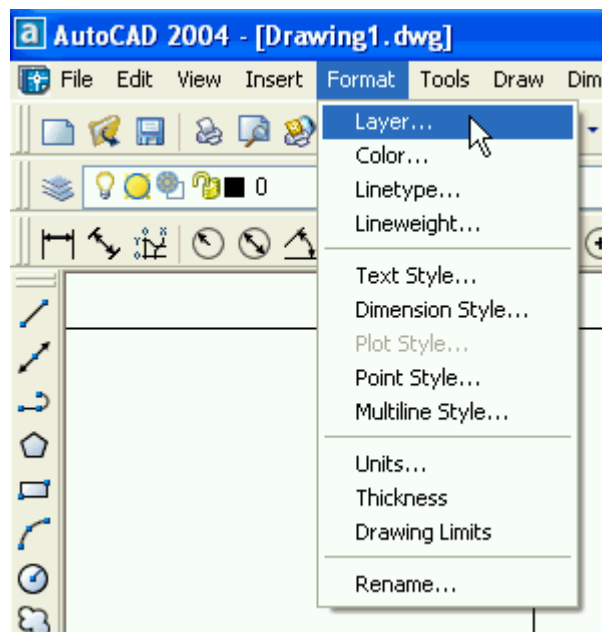 a AutoCAD 2004 - [Drawing1.dwg]
File Edit View Insert Format Tools Draw Dim
Layer...
Color...
0
Linetype...
Lineweight...
Text Style...
Dimension Style...
Plot Style...
Point Style...
Multiline Style...
Units...
Thickness
Drawing Limits
Rename...